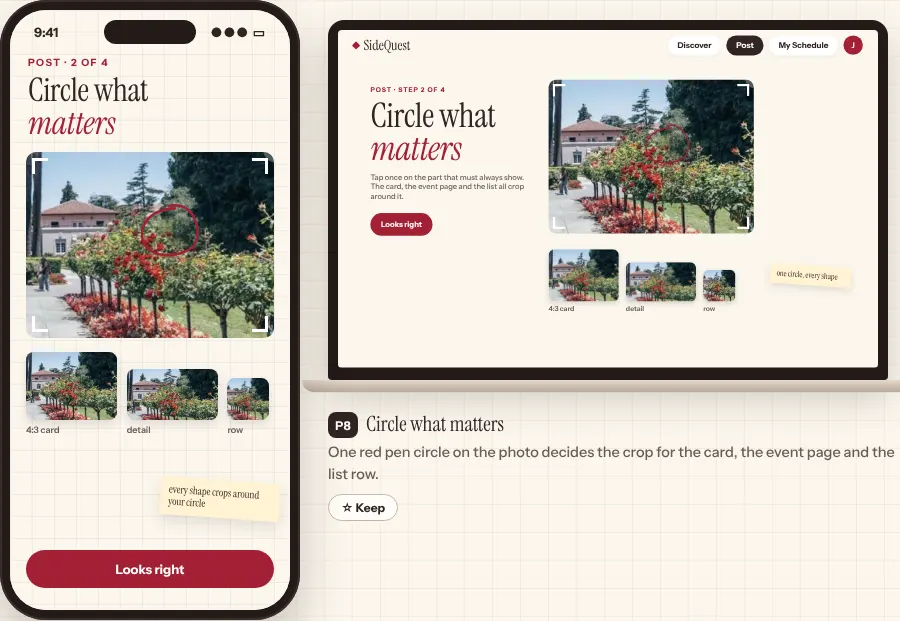 9:41
POST · 2 OF 4
Circle what
matters
4:3 card
detail
row
every shape crops around
your circle
Looks right
SideQuest
Discover
Post
My Schedule
J
POST · STEP 2 OF 4
Circle what
matters
Tap once on the part that must always show.
The card, the event page and the list all crop
around it.
Looks right
4:3 card
detail
row
one circle, every shape
P8 Circle what matters
One red pen circle on the photo decides the crop for the card, the event page and the
list row.
☆ Keep